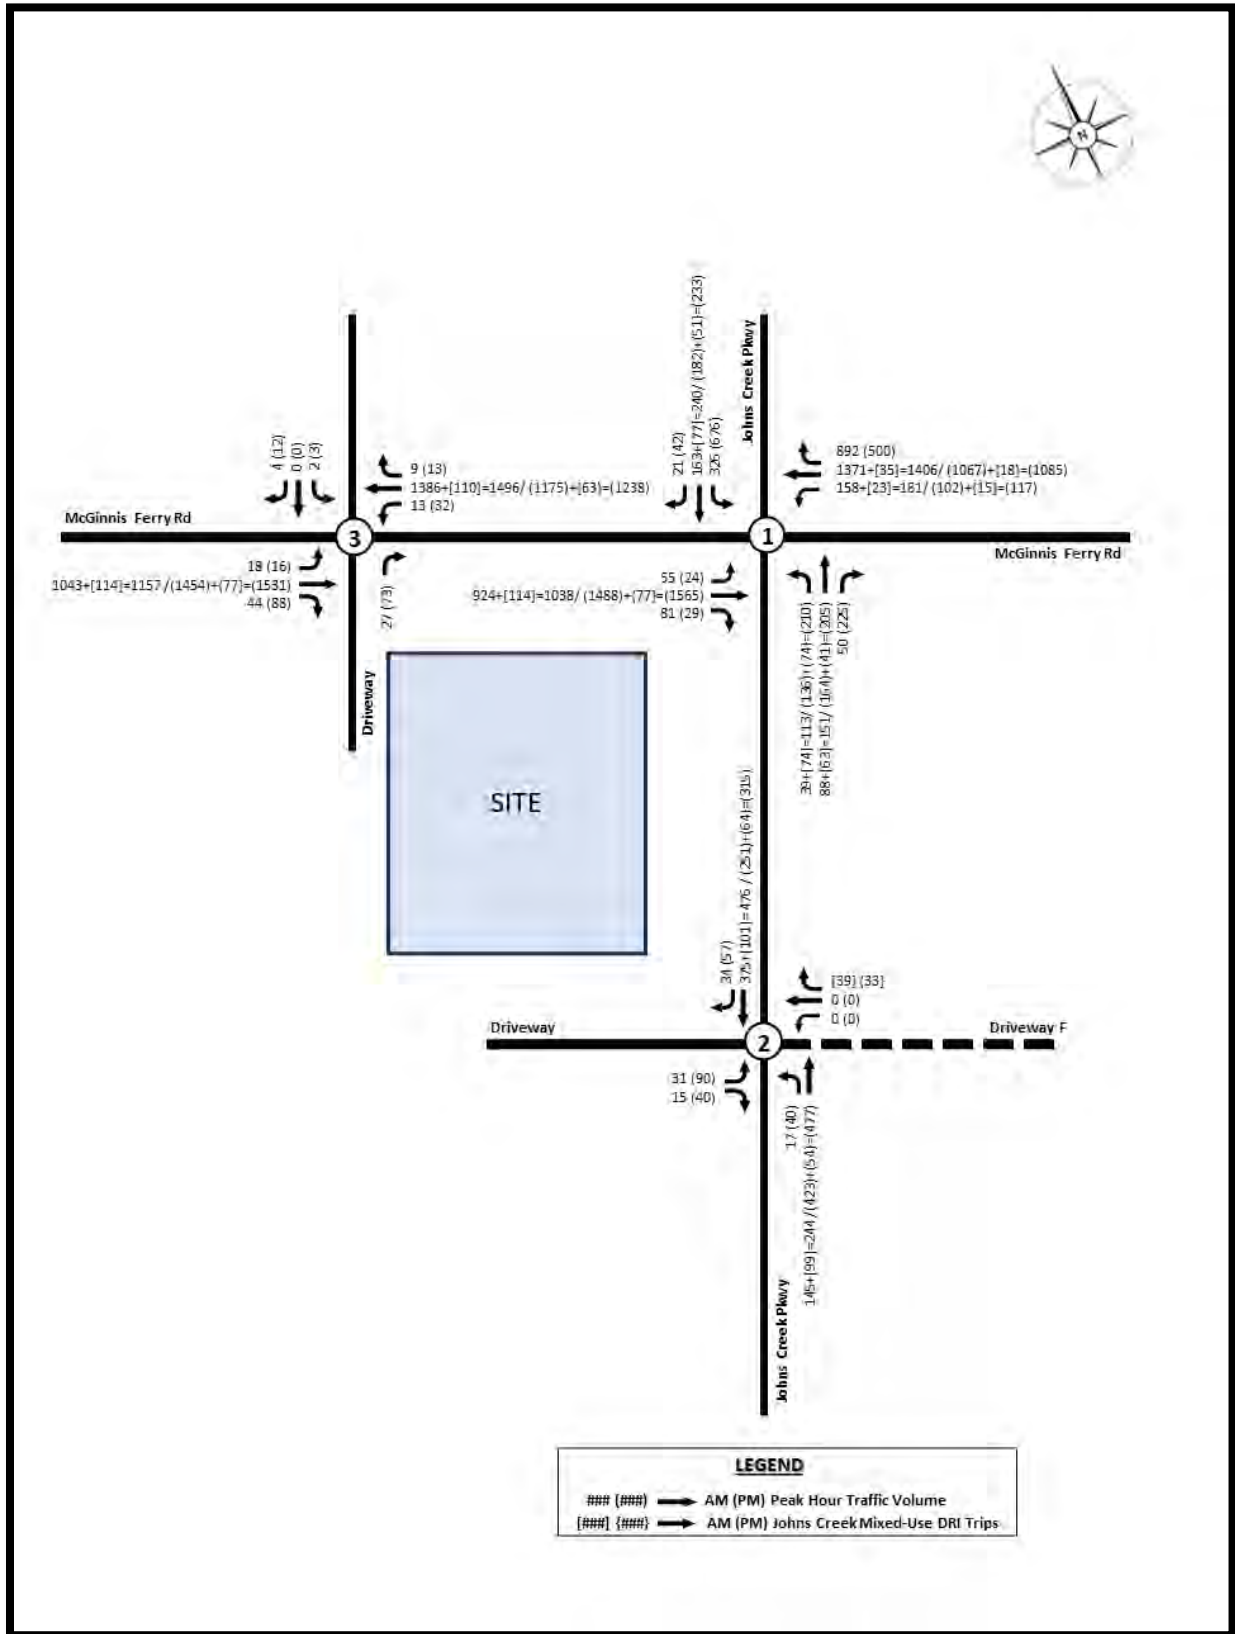 N
21 (42)
163+[77]=240/ (182)+{51}=(233)
326 (676)
Johns Creek Pkwy
4 (12)
0 (0)
2 (3)
9 (13)
1386+[110]=1496/ (1175)+{63}=(1238)
13 (32)
892 (500)
1371+[35]=1406/ (1067)+{18}=(1085)
158+[23]=181/ (102)+{15}=(117)
McGinnis Ferry Rd
3
1
McGinnis Ferry Rd
18 (16)
1043+[114]=1157 /(1454)+{77}=(1531)
44 (88)
27 (73)
55 (24)
924+[114]=1038/ (1488)+{77}=(1565)
81 (29)
39+[74]=113/ (136)+{74}=(210)
88+[63]=151/ (164)+{41}=(205)
50 (225)
Driveway
SITE
34 (57)
375+[101]= 476 / (251)+{64}=(315)
[39] {33}
0 (0)
0 (0)
Driveway
2
Driveway F
31 (90)
15 (40)
17 (40)
145+[99]=244 /(423)+{54}=(477)
Johns Creek Pkwy
LEGEND
### (###) AM (PM) Peak Hour Traffic Volume
[###] {###} AM (PM) Johns Creek Mixed-Use DRI Trips